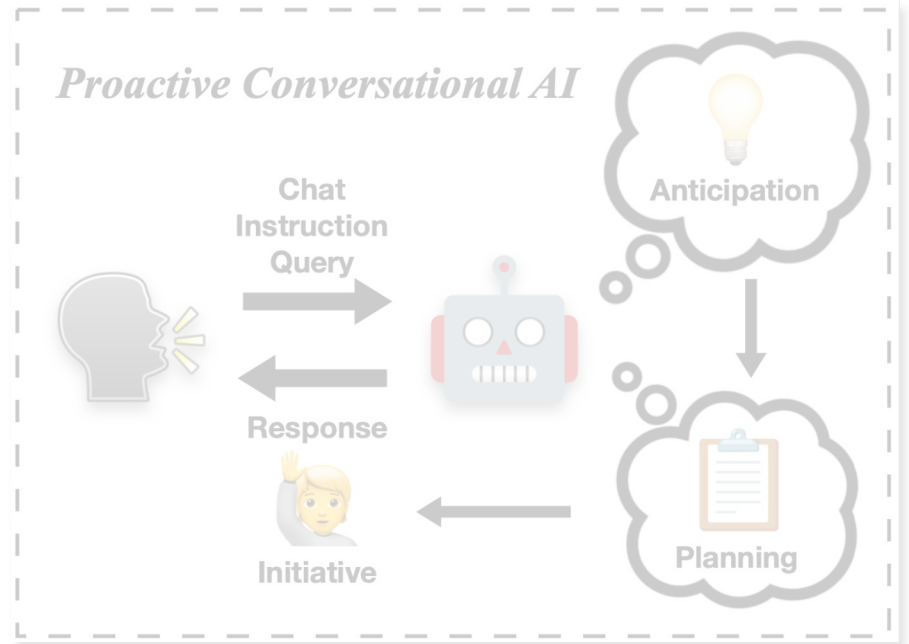 Proactive Conversational AI
Anticipation
Chat
Instruction
Query
Response
Initiative
Planning